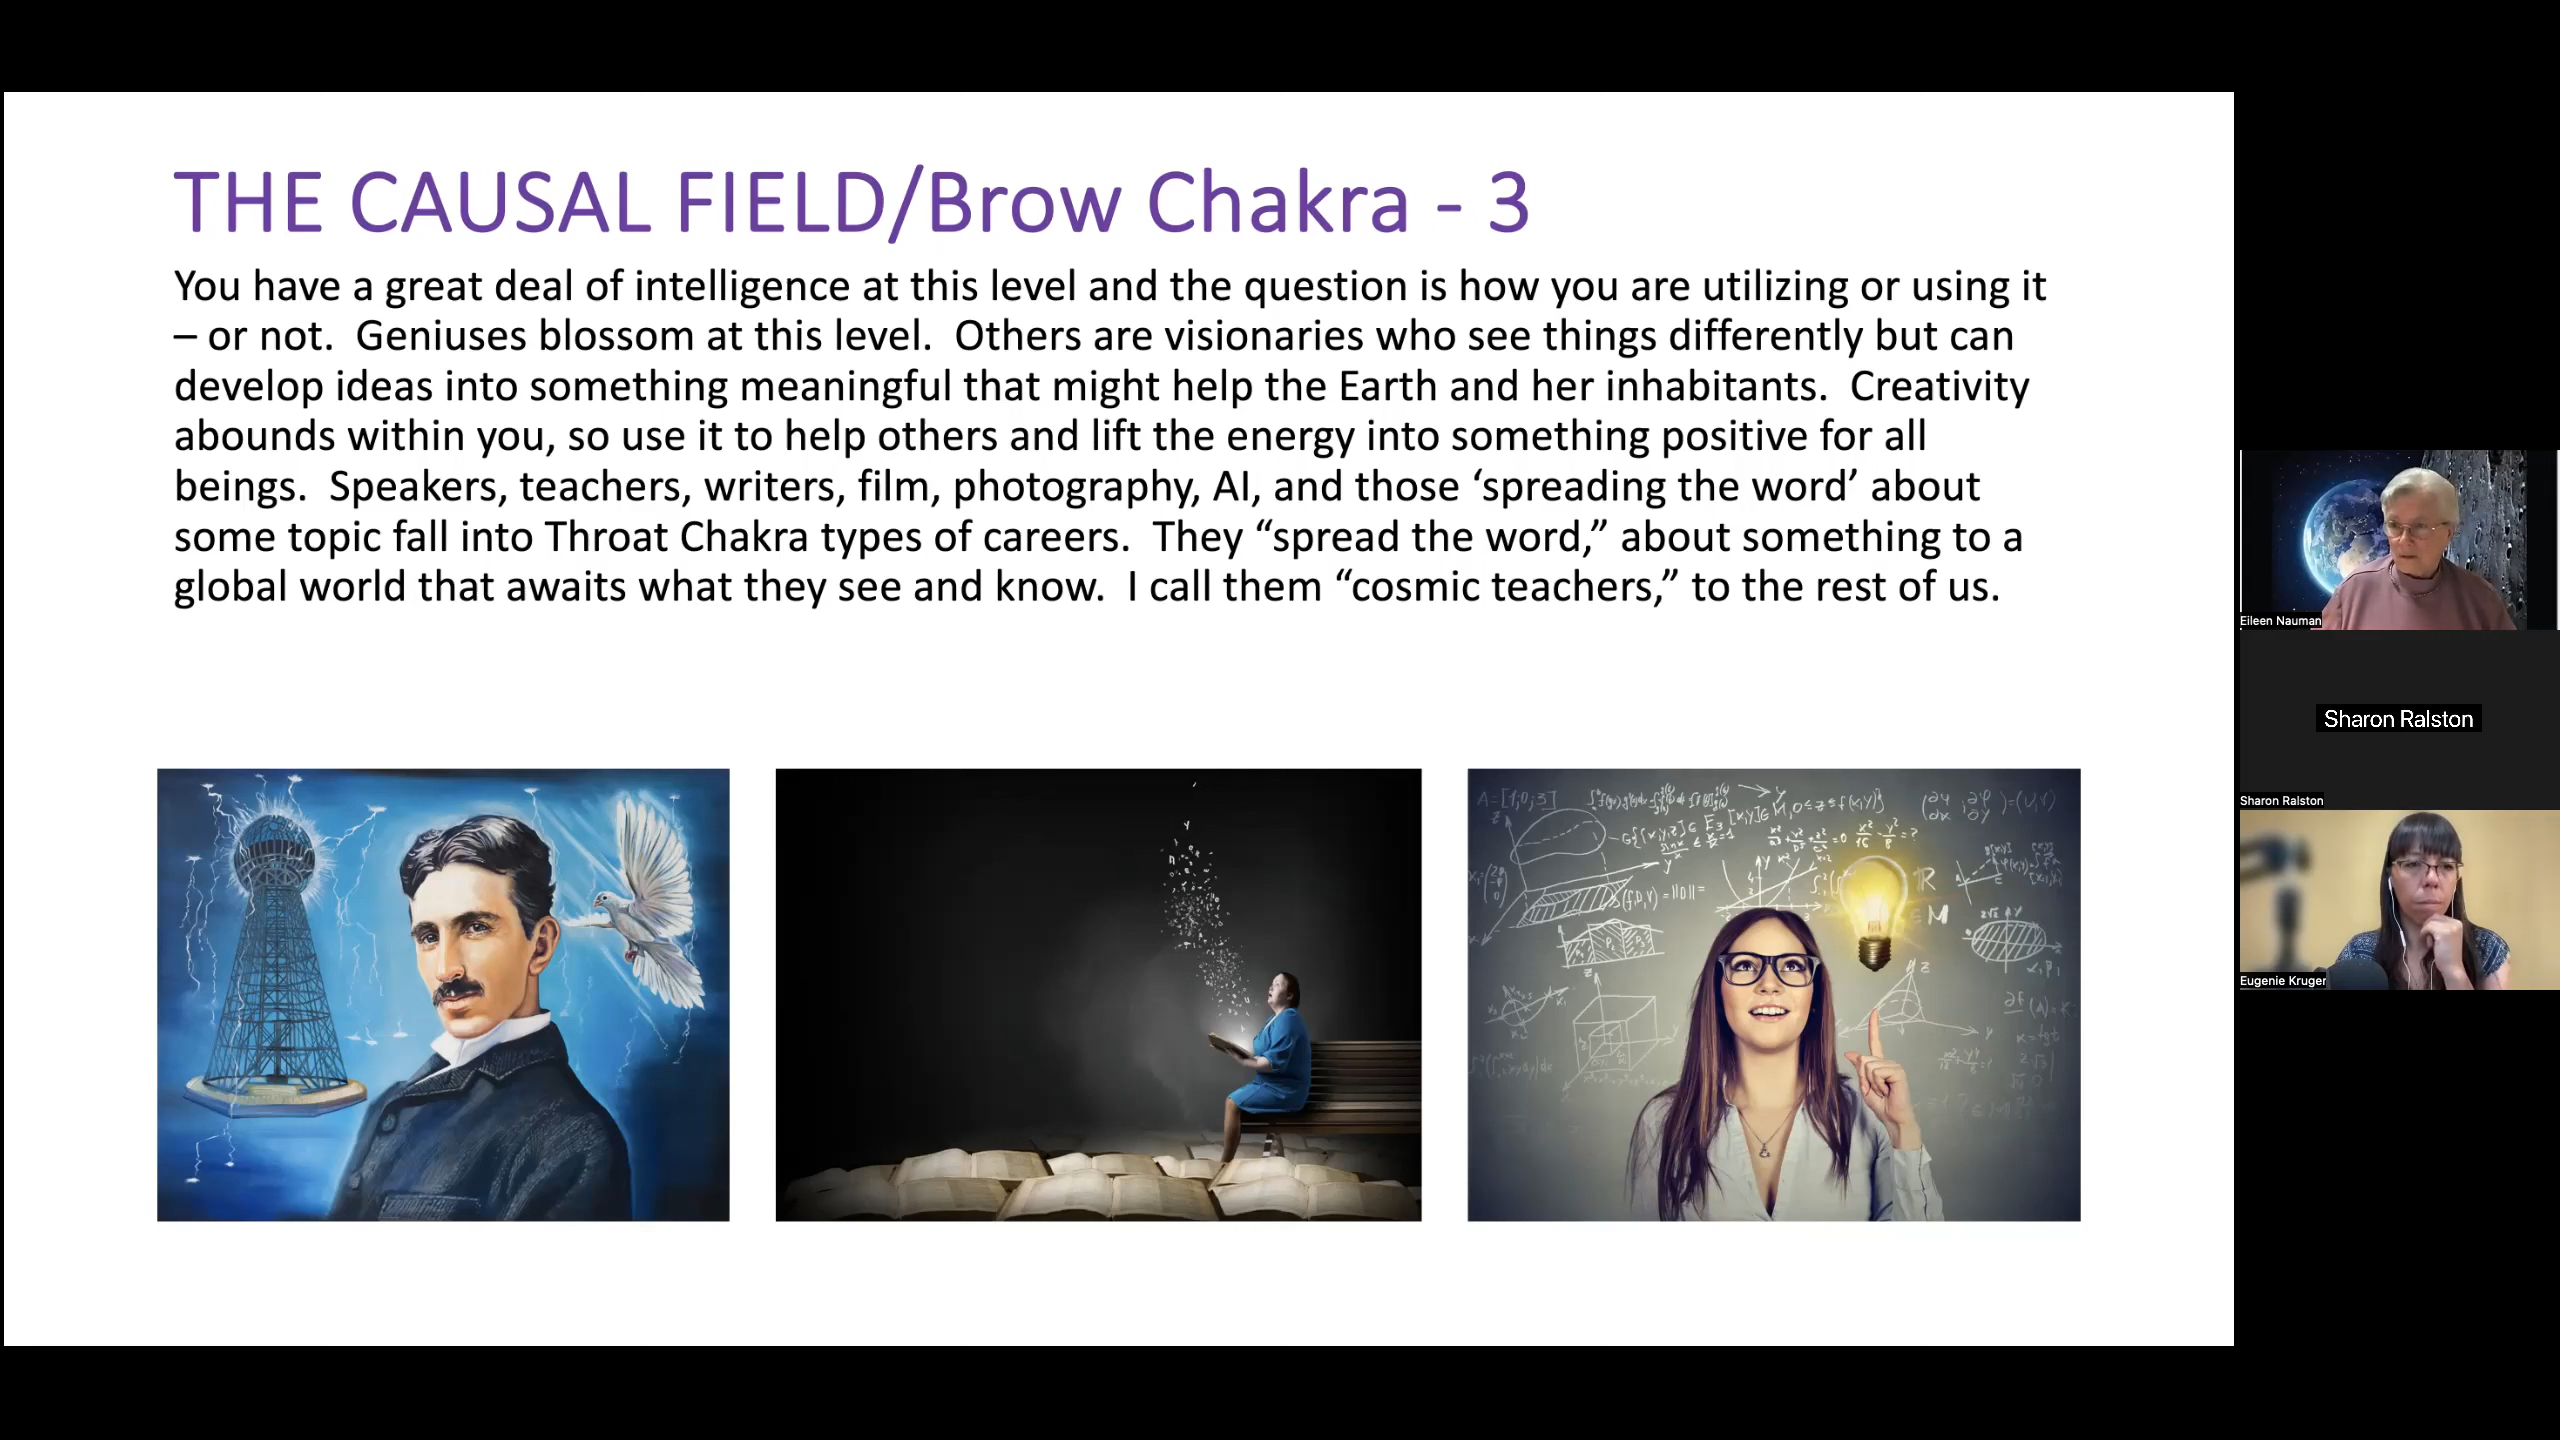 THE CAUSAL FIELD/Brow Chakra - 3
You have a great deal of intelligence at this level and the question is how you are utilizing or using it
– or not.  Geniuses blossom at this level.  Others are visionaries who see things differently but can
develop ideas into something meaningful that might help the Earth and her inhabitants.  Creativity
abounds within you, so use it to help others and lift the energy into something positive for all
beings.  Speakers, teachers, writers, film, photography, AI, and those ‘spreading the word’ about
some topic fall into Throat Chakra types of careers.  They “spread the word,” about something to a
global world that awaits what they see and know.  I call them “cosmic teachers,” to the rest of us.
Eileen Nauman
Sharon Ralston
Sharon Ralston
Eugenie Kruger